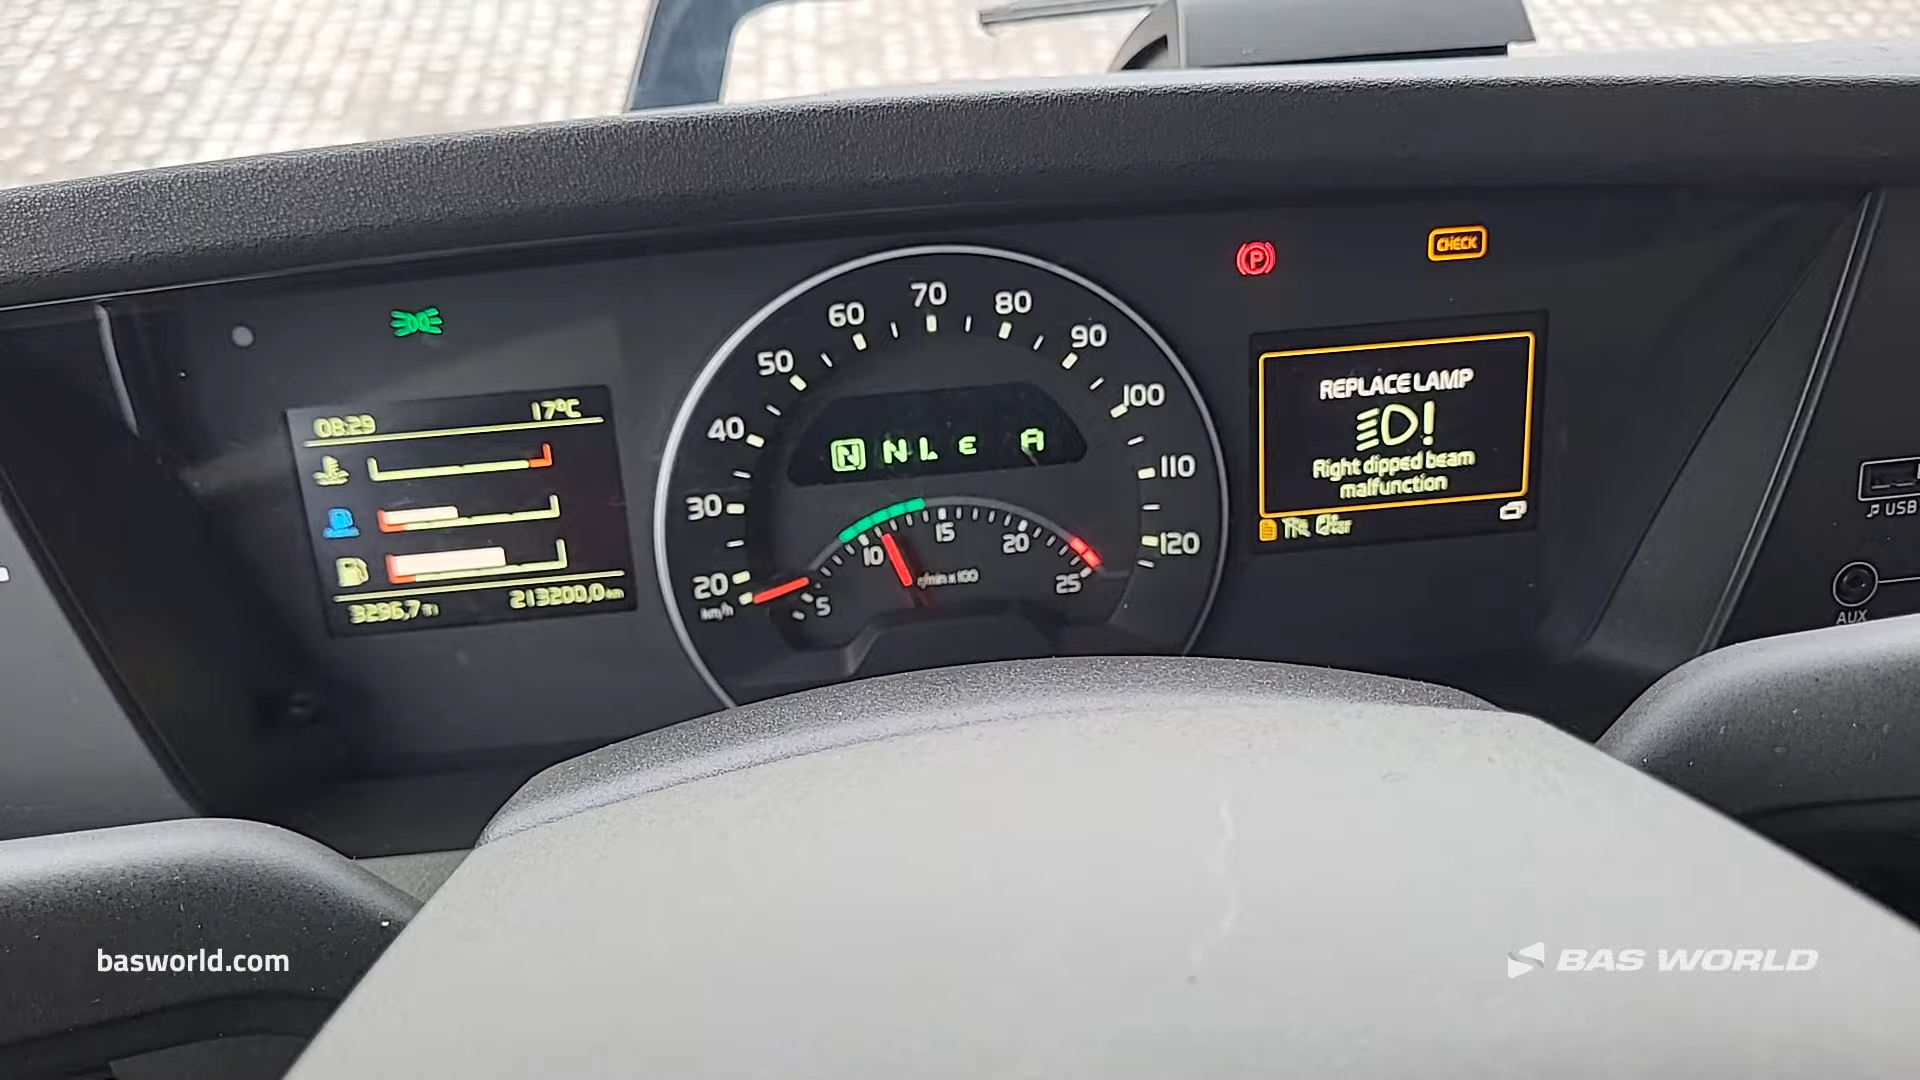 CHECK
08:29 17°C
3296,7 213200,0 km
20 30 40 50 60 70 80 90 100 110 120
km/h
N N L E A
5 10 15 20 25
r/min x 100
REPLACE LAMP
Right dipped beam
malfunction
P
USB
AUX
basworld.com
BAS WORLD